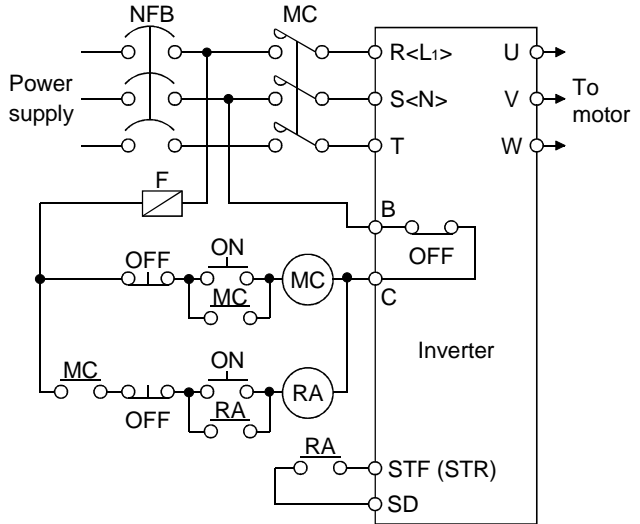 NFB
MC
Power
supply
R<L₁>
S<N>
T
U
V
W
To
motor
F
B
OFF
C
OFF
ON
MC
MC
Inverter
MC
OFF
ON
RA
RA
RA
STF (STR)
SD